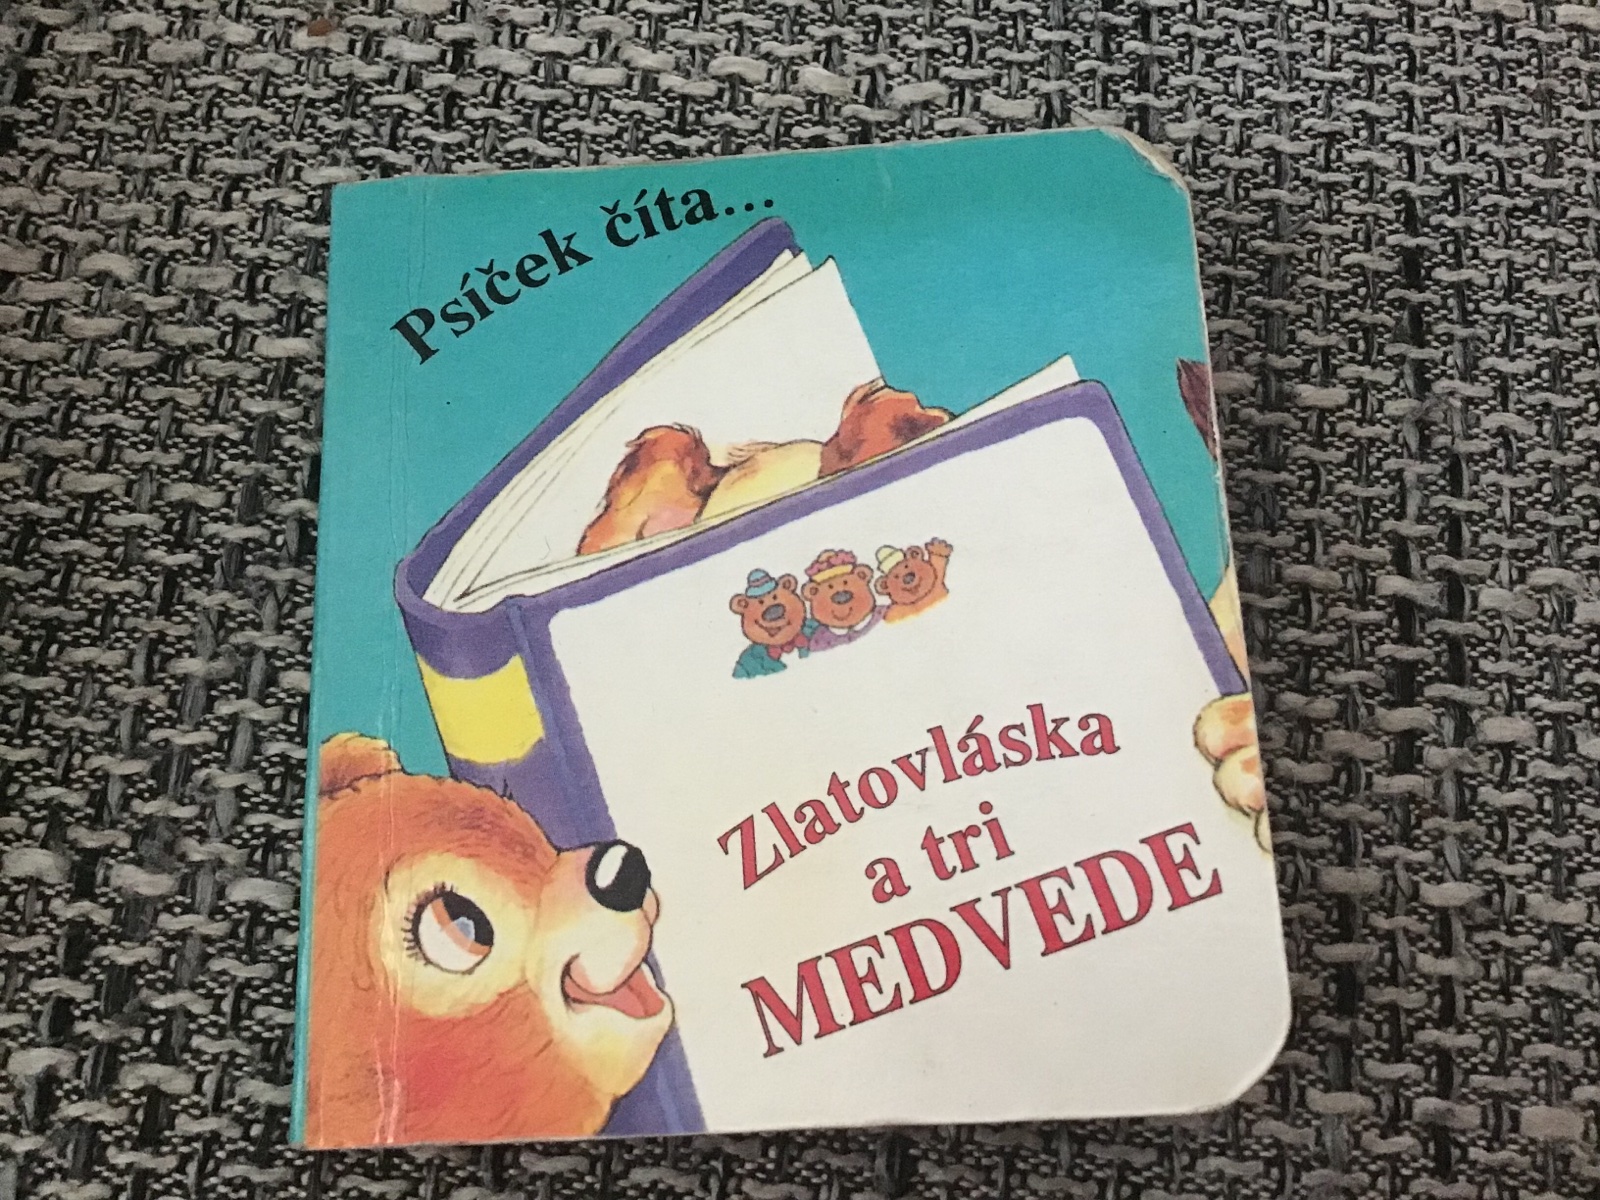 Psíček číta...
Zlatovláska
a tri
MEDVEDE